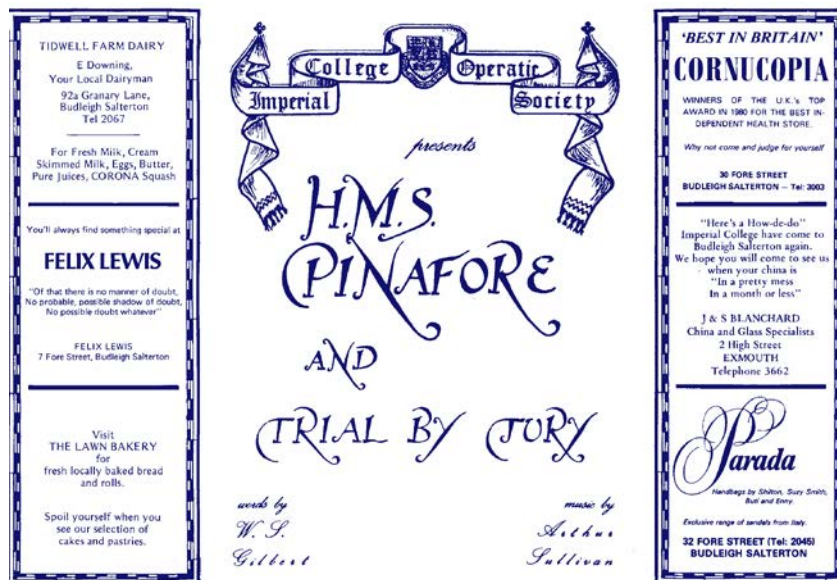 TIDWELL FARM DAIRY
E Downing,
Your Local Dairyman
92a Granary Lane,
Budleigh Salterton
Tel 2067
For Fresh Milk, Cream
Skimmed Milk, Eggs, Butter,
Pure Juices, CORONA Squash
You'll always find something special at
FELIX LEWIS
"Of that there is no manner of doubt,
No probable, possible shadow of doubt,
No possible doubt whatever"
FELIX LEWIS
7 Fore Street, Budleigh Salterton
Visit
THE LAWN BAKERY
for
fresh locally baked bread
and rolls.
Spoil yourself when you
see our selection of
cakes and pastries.
Imperial College Operatic Society
presents
H.M.S.
PINAFORE
AND
TRIAL BY JURY
words by
W. S.
Gilbert
music by
Arthur
Sullivan
'BEST IN BRITAIN'
CORNUCOPIA
WINNERS OF THE U.K.'s TOP
AWARD IN 1980 FOR THE BEST IN-
DEPENDENT HEALTH STORE.
Why not come and judge for yourself
30 FORE STREET
BUDLEIGH SALTERTON – Tel: 3003
"Here's a How-de-do"
Imperial College have come to
Budleigh Salterton again.
We hope you will come to see us
when your china is
"In a pretty mess
In a month or less"
J & S BLANCHARD
China and Glass Specialists
2 High Street
EXMOUTH
Telephone 3662
Parada
Handbags by Shilton, Suzy Smith,
Buti and Enny.
Exclusive range of sandals from Italy.
32 FORE STREET (Tel: 2045)
BUDLEIGH SALTERTON